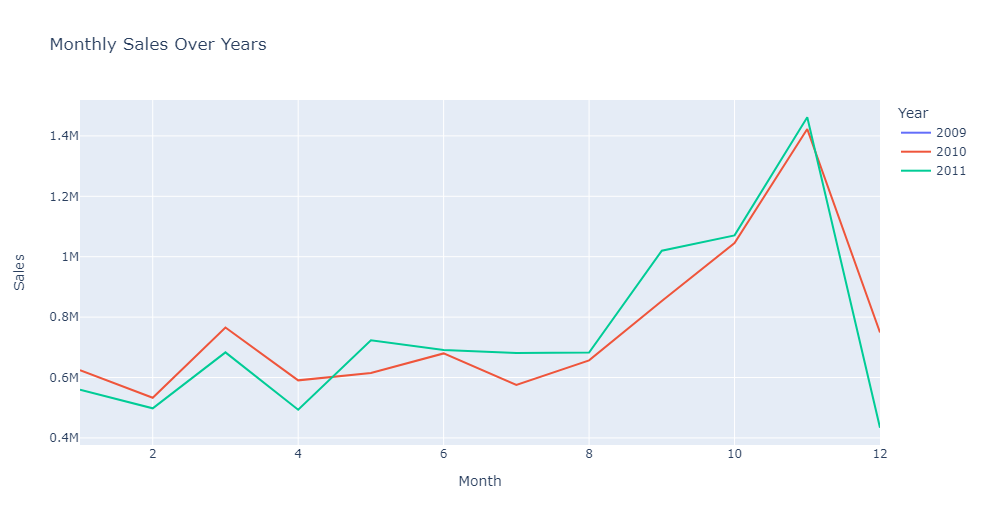 Monthly Sales Over Years
Year
2009
2010
2011
1.4M
1.2M
1M
0.8M
0.6M
0.4M
Sales
2
4
6
8
10
12
Month